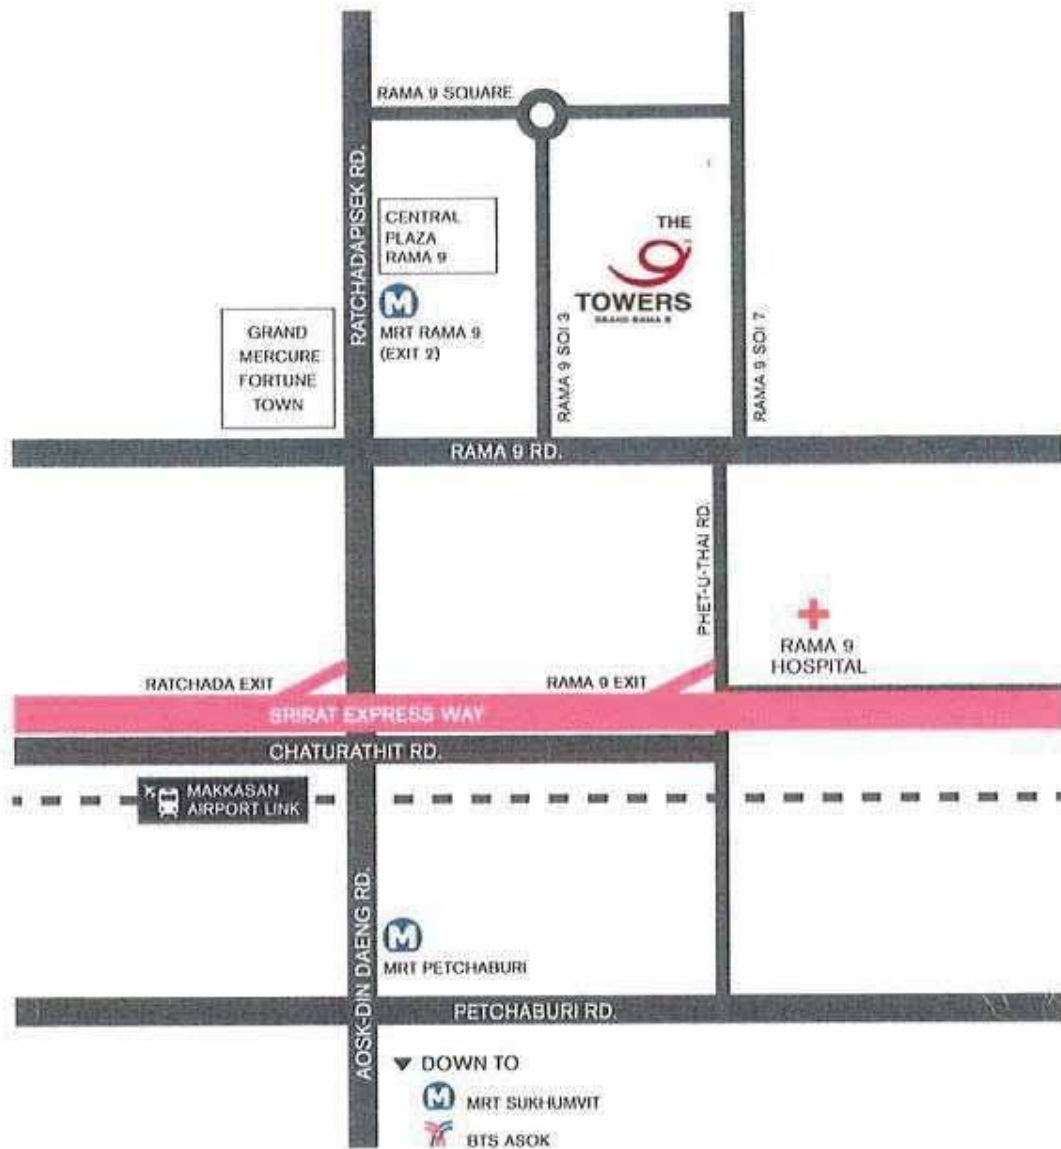 RAMA 9 SQUARE
RATCHADAPISEK RD.
CENTRAL
PLAZA
RAMA 9
THE
9
TOWERS
GRAND RAMA 9
MRT RAMA 9
(EXIT 2)
GRAND
MERCURE
FORTUNE
TOWN
RAMA 9 SOI 3
RAMA 9 SOI 7
RAMA 9 RD.
PHET-U-THAI RD.
RAMA 9
HOSPITAL
RATCHADA EXIT
RAMA 9 EXIT
SRIRAT EXPRESS WAY
CHATURATHIT RD.
MAKKASAN
AIRPORT LINK
AOSK-DIN DAENG RD.
M
MRT PETCHABURI
PETCHABURI RD.
DOWN TO
M MRT SUKHUMVIT
BTS ASOK